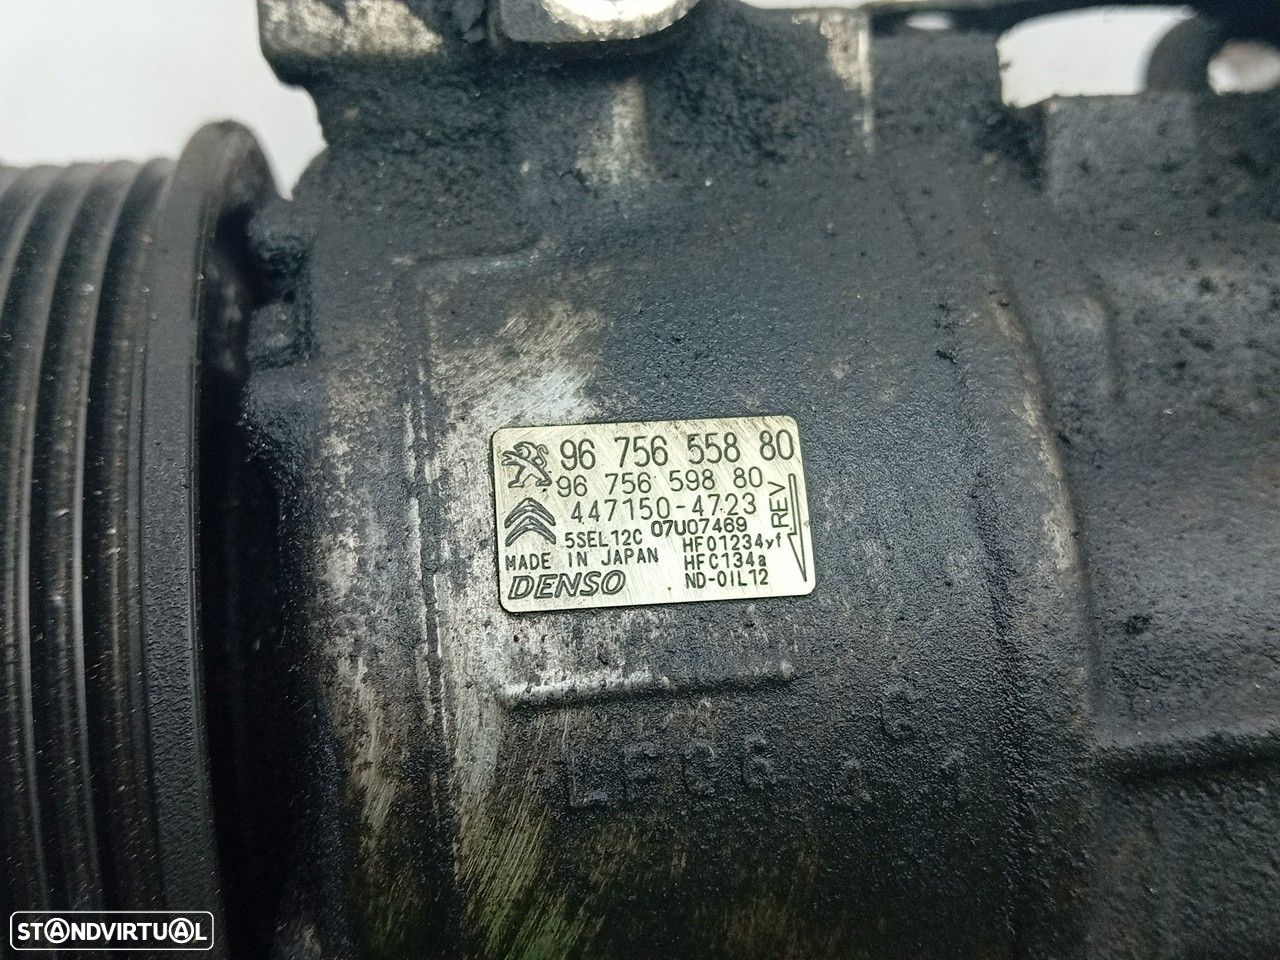 96 756 558 80
96 756 598 80
447150-4723
5SEL12C 07U07469
MADE IN JAPAN HFO1234yf
HFC134a
DENSO ND-OIL12
REV
STANDVIRTUAL